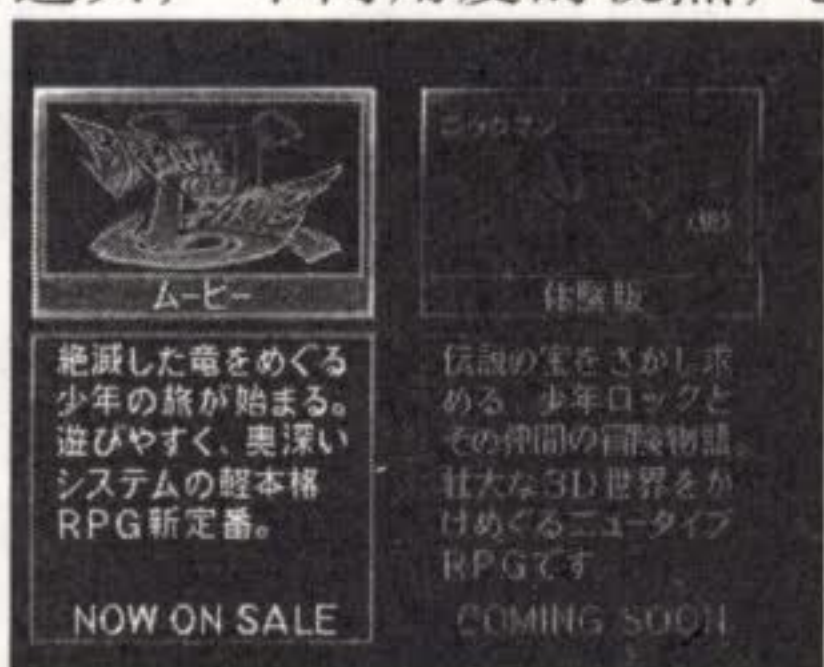 ムービー
絶滅した竜をめぐる
少年の旅が始まる。
遊びやすく、奥深い
システムの軽本格
RPG新定番。
NOW ON SALE
体験版
伝説の宝をさがし求
める 少年ロックと
その仲間の冒険物語。
壮大な3D世界をか
けめぐるニュータイプ
RPGです
COMING SOON